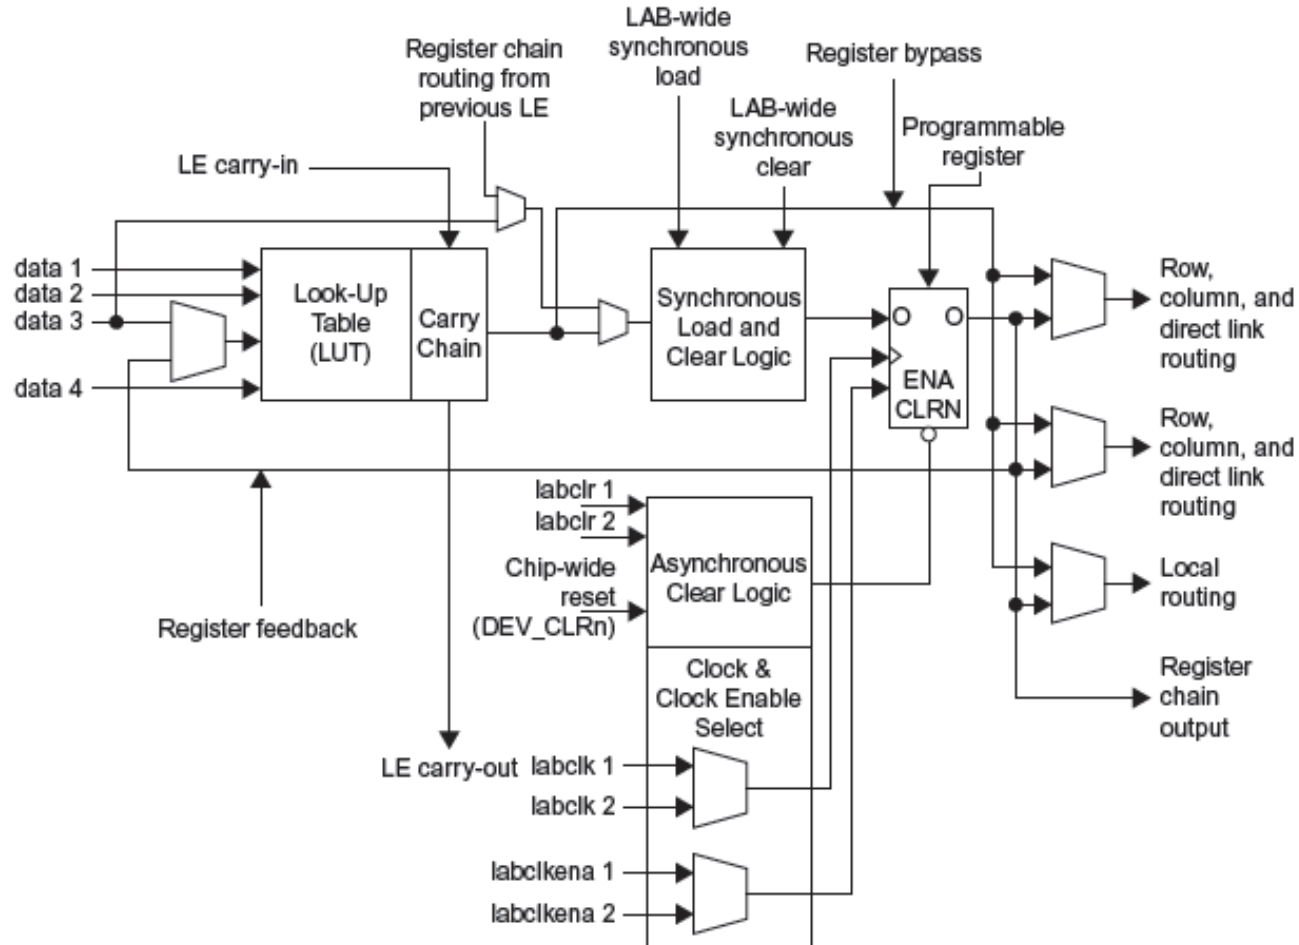 LAB-wide
synchronous
load
Register chain
routing from
previous LE
Register bypass
LAB-wide
synchronous
clear
Programmable
register
LE carry-in
data 1
data 2
data 3
data 4
Look-Up
Table
(LUT)
Carry
Chain
Synchronous
Load and
Clear Logic
O O
ENA
CLRN
Row,
column, and
direct link
routing
Row,
column, and
direct link
routing
Local
routing
Register
chain
output
Register feedback
labclr 1
labclr 2
Chip-wide
reset
(DEV_CLRn)
Asynchronous
Clear Logic
Clock &
Clock Enable
Select
LE carry-out
labclk 1
labclk 2
labclkena 1
labclkena 2